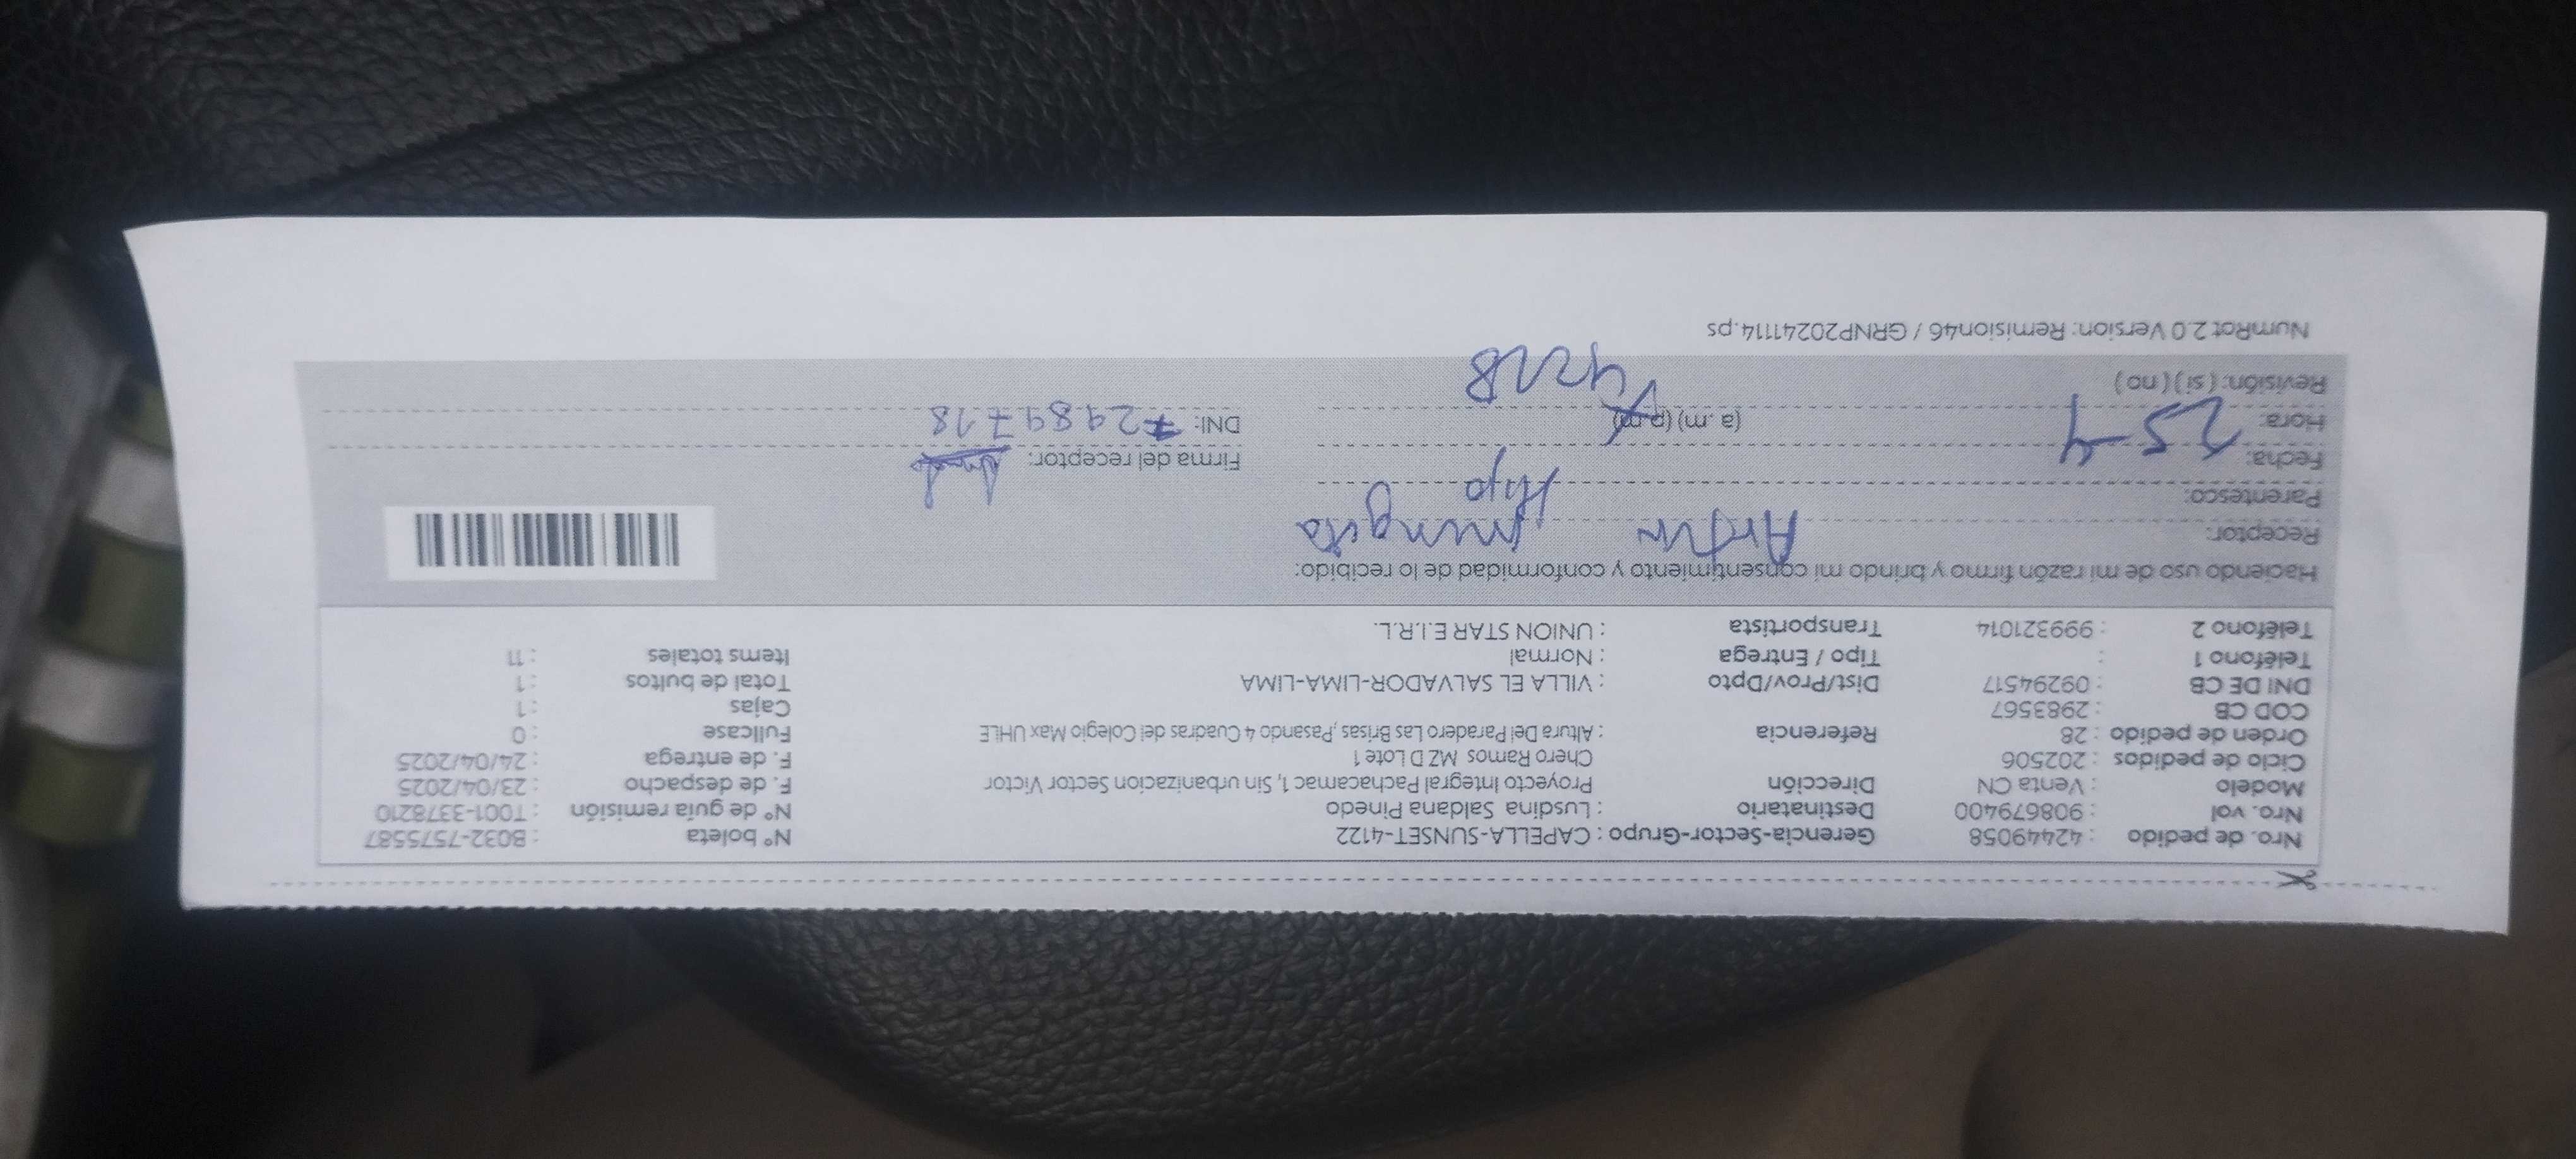 Nro. de pedido : 42449058 Gerencia-Sector-Grupo : CAPELLA-SUNSET-4122 N° boleta : B032-7575587
Nro. vol : 908679400 Destinatario : Lusdina Saldana Pinedo N° de guía remisión : T001-3378210
Modelo : Venta CN Dirección Proyecto Integral Pachacamac 1, Sin urbanizacion Sector Victor F. de despacho : 23/04/2025
Ciclo de pedidos : 202506 Chero Ramos MZ D Lote 1 F. de entrega : 24/04/2025
Orden de pedido : 28 Referencia : Altura Del Paradero Las Brisas ,Pasando 4 Cuadras del Colegio Max UHLE Fullcase : 0
COD CB : 2983567 Cajas : 1
DNI DE CB : 09294517 Dist/Prov/Dpto : VILLA EL SALVADOR-LIMA-LIMA Total de bultos : 1
Teléfono 1 : Tipo / Entrega : Normal Items totales : 11
Teléfono 2 : 999321014 Transportista : UNION STAR E.I.R.L.
Haciendo uso de mi razón firmo y brindo mi consentimiento y conformidad de lo recibido:
Receptor:
Parentesco: Hijo
Fecha: 25-4 Firma del receptor:
Hora: (a. m) (p.m) DNI: 72989718
Revisión: ( si ) ( no )
NumRot 2.0 Version: Remision46 / GRNP20241114.ps